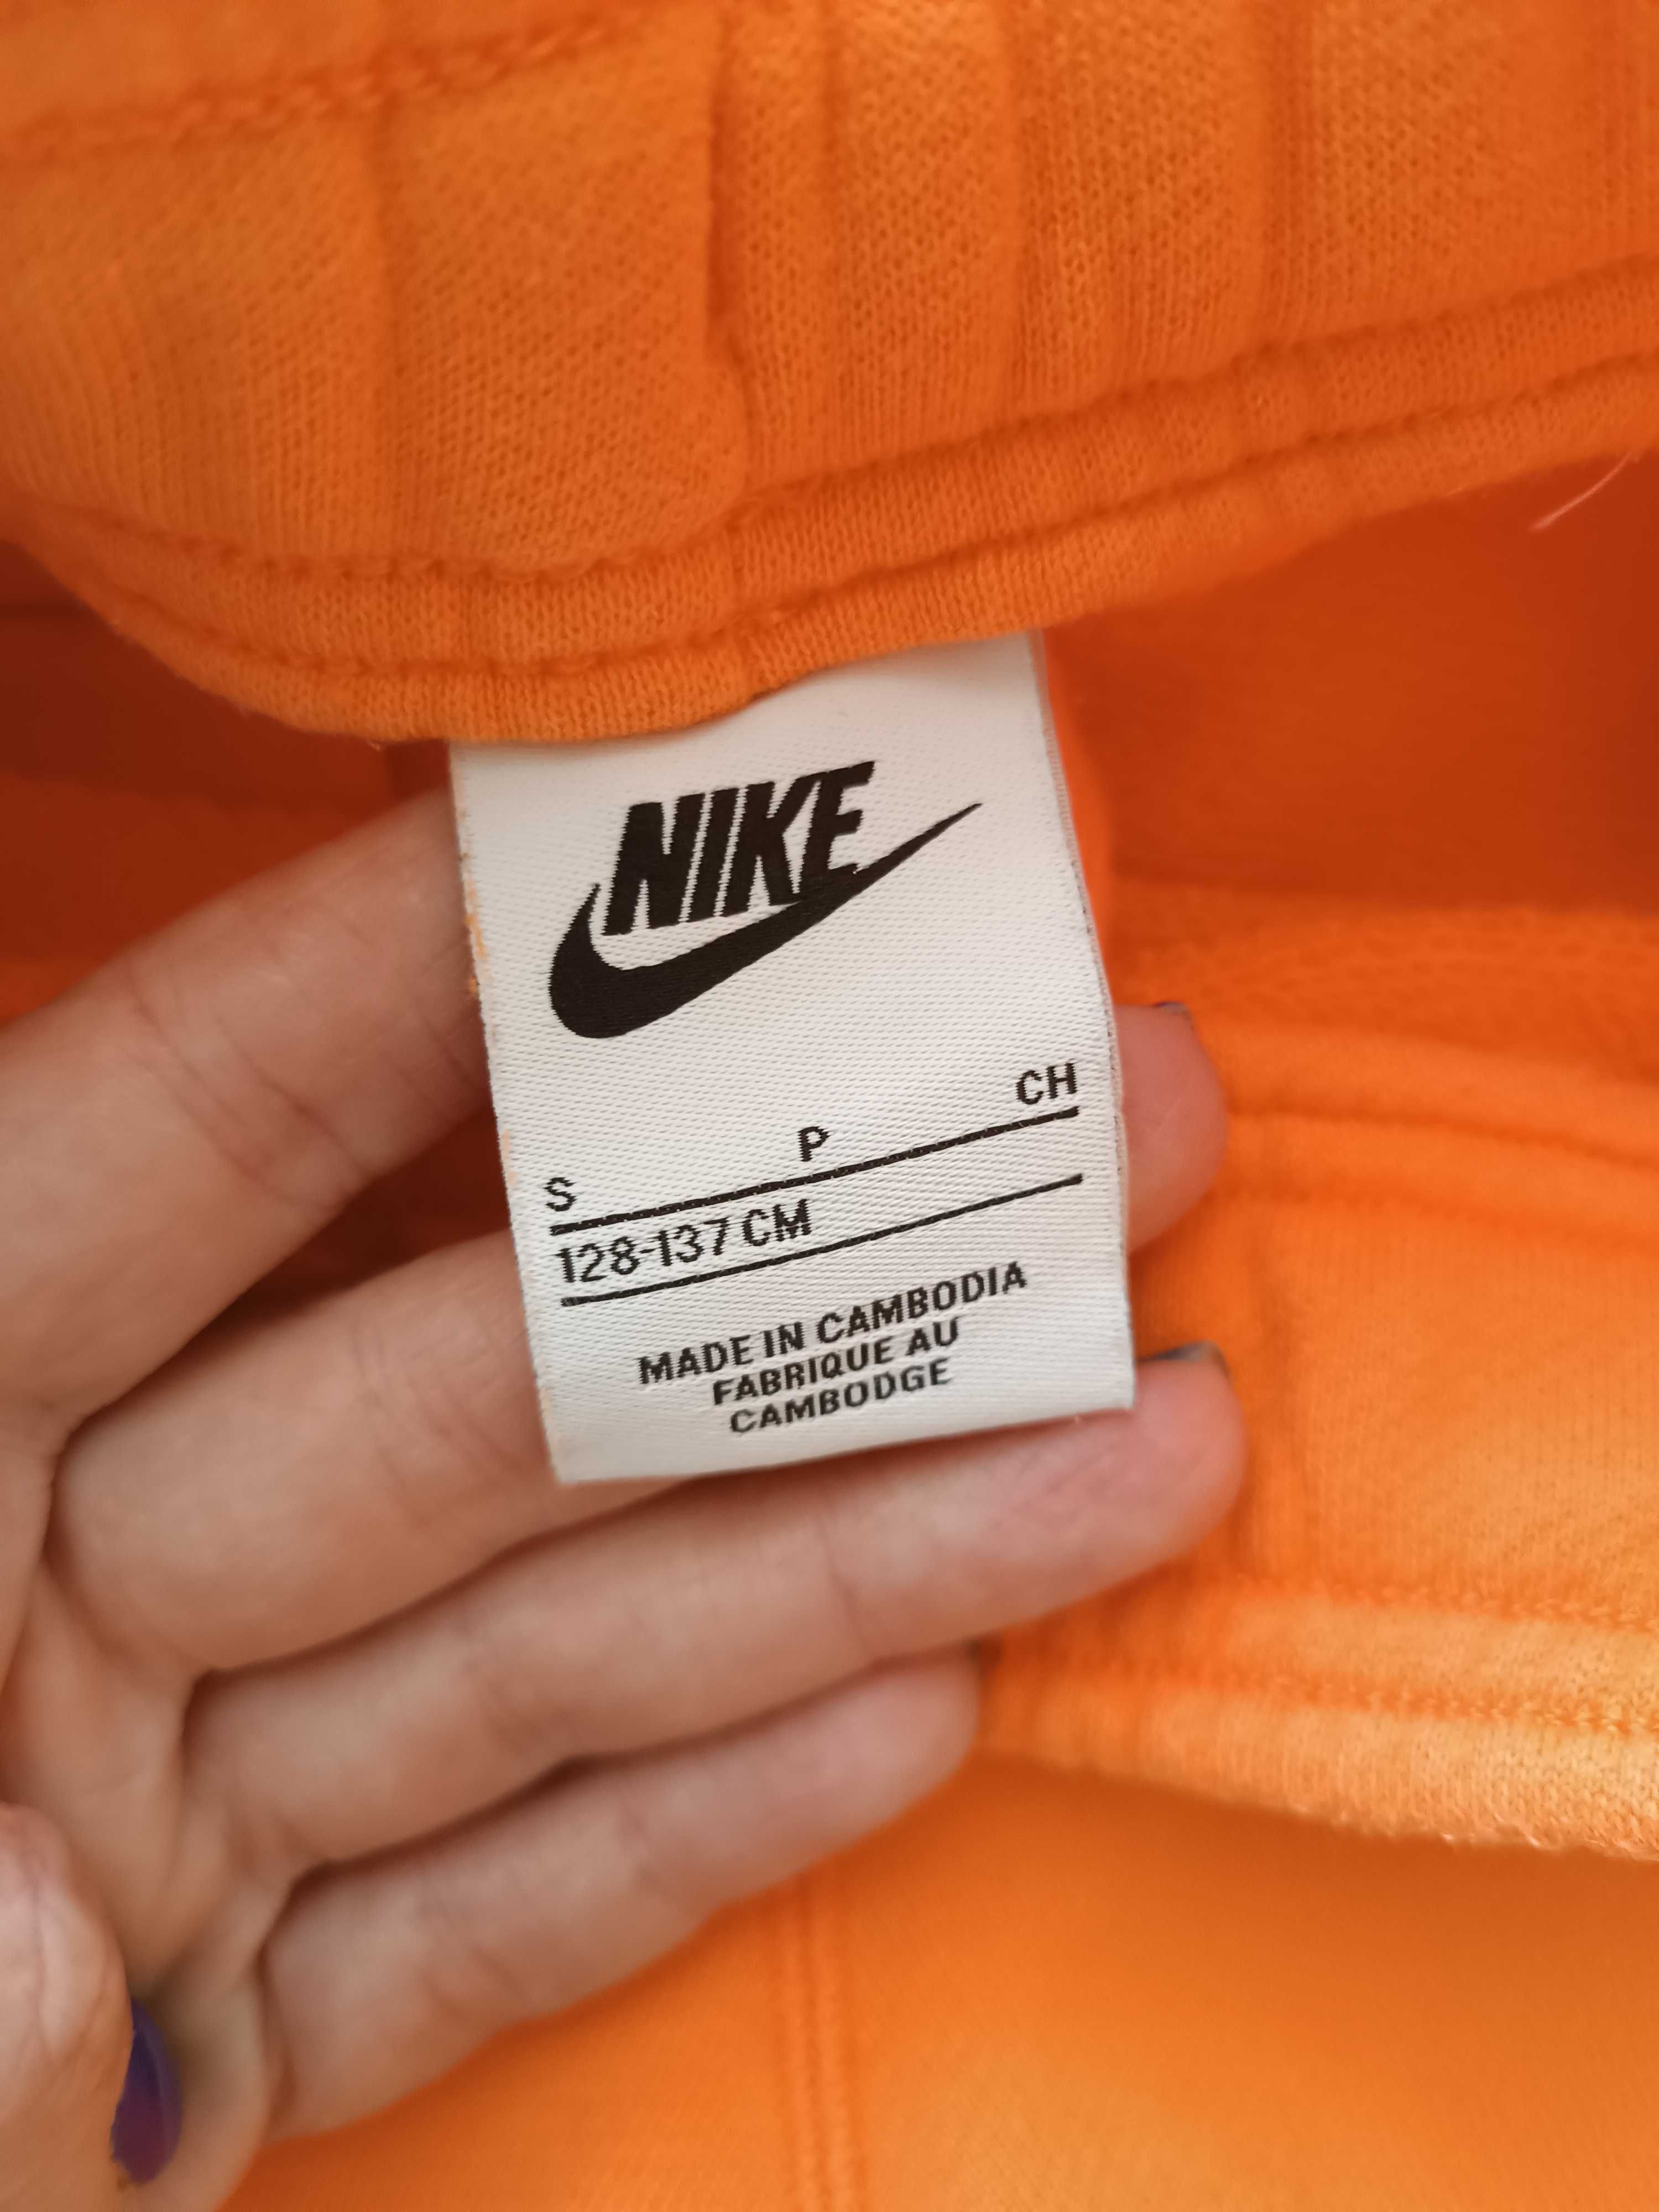 NIKE
S P CH
128-137 CM
MADE IN CAMBODIA
FABRIQUE AU
CAMBODGE